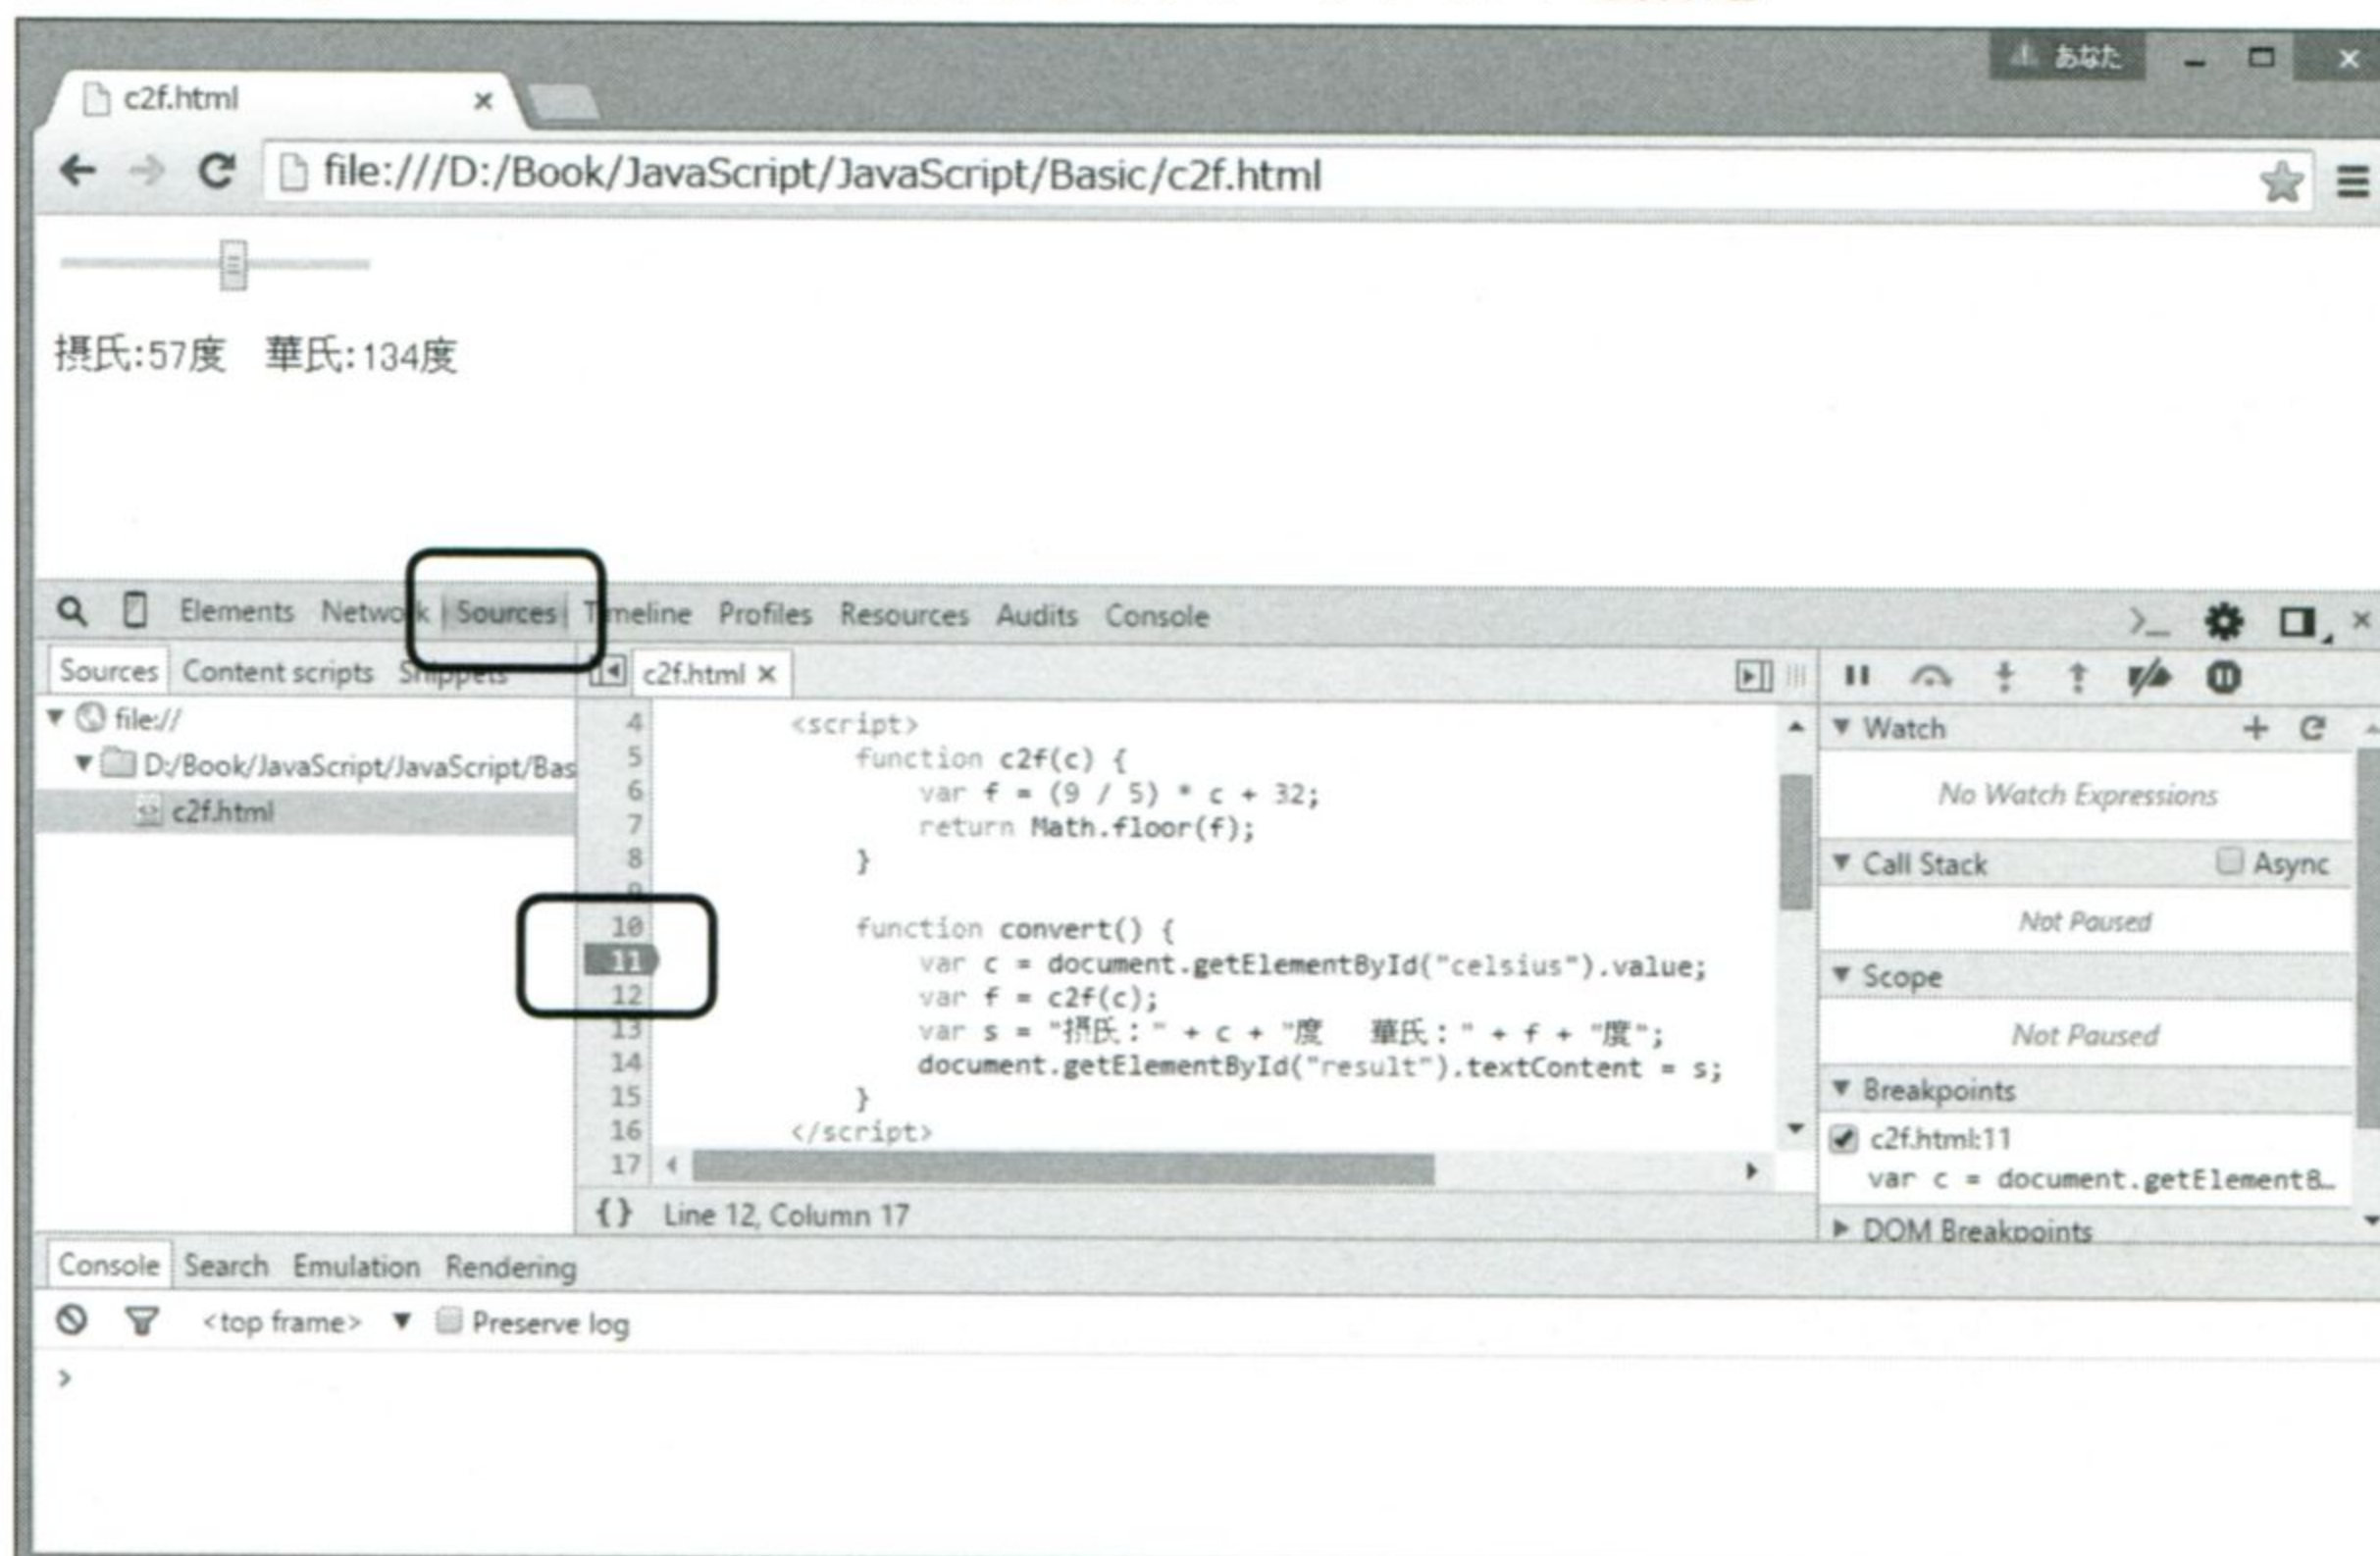 あなた
c2f.html
file:///D:/Book/JavaScript/JavaScript/Basic/c2f.html
摂氏:57度　華氏:134度
Elements Network Sources Timeline Profiles Resources Audits Console
Sources Content scripts Snippets
c2f.html
file://
D:/Book/JavaScript/JavaScript/Bas
c2f.html
4 <script>
5 function c2f(c) {
6 var f = (9 / 5) * c + 32;
7 return Math.floor(f);
8 }
9
10 function convert() {
11 var c = document.getElementById("celsius").value;
12 var f = c2f(c);
13 var s = "摂氏：" + c + "度　華氏：" + f + "度";
14 document.getElementById("result").textContent = s;
15 }
16 </script>
17
{} Line 12, Column 17
Watch
No Watch Expressions
Call Stack Async
Not Paused
Scope
Not Paused
Breakpoints
c2f.html:11
var c = document.getElementB…
DOM Breakpoints
Console Search Emulation Rendering
<top frame> Preserve log
>